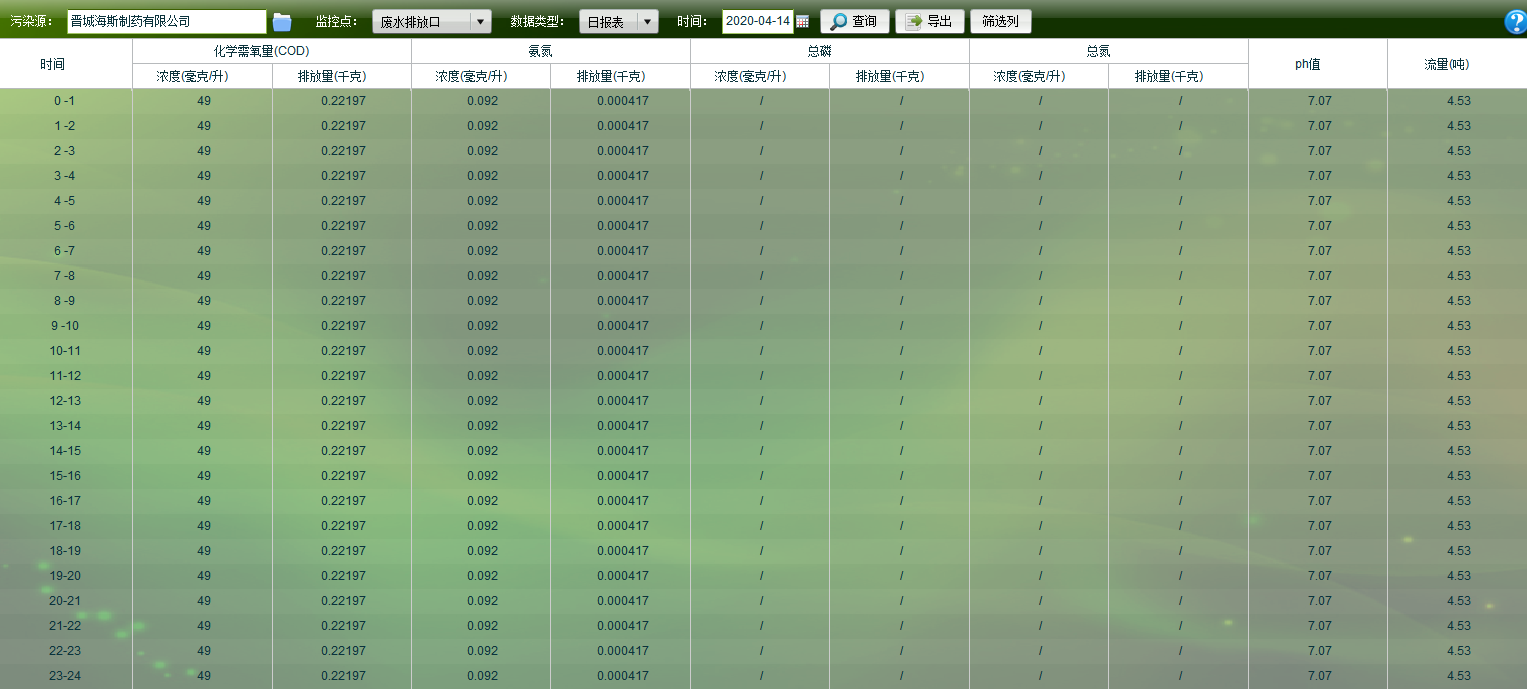 污染源： 晋城海斯制药有限公司 监控点： 废水排放口 数据类型： 日报表 时间： 2020-04-14 查询 导出 筛选列 ?
时间 化学需氧量(COD) 氨氮 总磷 总氮 ph值 流量(吨)
浓度(毫克/升) 排放量(千克) 浓度(毫克/升) 排放量(千克) 浓度(毫克/升) 排放量(千克) 浓度(毫克/升) 排放量(千克)
0 -1 49 0.22197 0.092 0.000417 / / / / 7.07 4.53
1 -2 49 0.22197 0.092 0.000417 / / / / 7.07 4.53
2 -3 49 0.22197 0.092 0.000417 / / / / 7.07 4.53
3 -4 49 0.22197 0.092 0.000417 / / / / 7.07 4.53
4 -5 49 0.22197 0.092 0.000417 / / / / 7.07 4.53
5 -6 49 0.22197 0.092 0.000417 / / / / 7.07 4.53
6 -7 49 0.22197 0.092 0.000417 / / / / 7.07 4.53
7 -8 49 0.22197 0.092 0.000417 / / / / 7.07 4.53
8 -9 49 0.22197 0.092 0.000417 / / / / 7.07 4.53
9 -10 49 0.22197 0.092 0.000417 / / / / 7.07 4.53
10-11 49 0.22197 0.092 0.000417 / / / / 7.07 4.53
11-12 49 0.22197 0.092 0.000417 / / / / 7.07 4.53
12-13 49 0.22197 0.092 0.000417 / / / / 7.07 4.53
13-14 49 0.22197 0.092 0.000417 / / / / 7.07 4.53
14-15 49 0.22197 0.092 0.000417 / / / / 7.07 4.53
15-16 49 0.22197 0.092 0.000417 / / / / 7.07 4.53
16-17 49 0.22197 0.092 0.000417 / / / / 7.07 4.53
17-18 49 0.22197 0.092 0.000417 / / / / 7.07 4.53
18-19 49 0.22197 0.092 0.000417 / / / / 7.07 4.53
19-20 49 0.22197 0.092 0.000417 / / / / 7.07 4.53
20-21 49 0.22197 0.092 0.000417 / / / / 7.07 4.53
21-22 49 0.22197 0.092 0.000417 / / / / 7.07 4.53
22-23 49 0.22197 0.092 0.000417 / / / / 7.07 4.53
23-24 49 0.22197 0.092 0.000417 / / / / 7.07 4.53